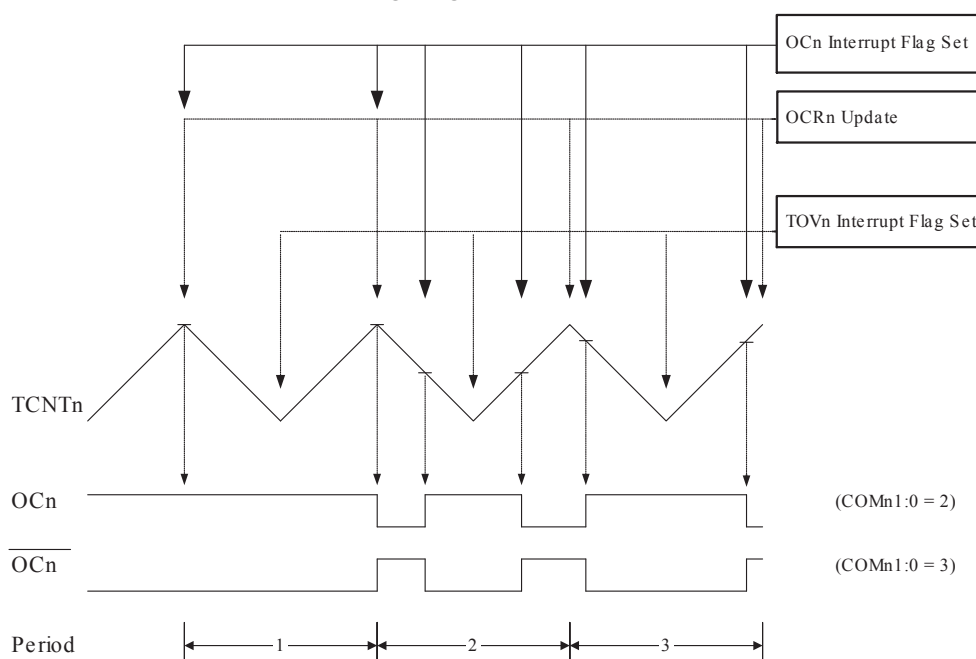 OCn Interrupt Flag Set
OCRn Update
TOVn Interrupt Flag Set
TCNTn
OCn (COMn1:0 = 2)
OCn (COMn1:0 = 3)
Period 1 2 3